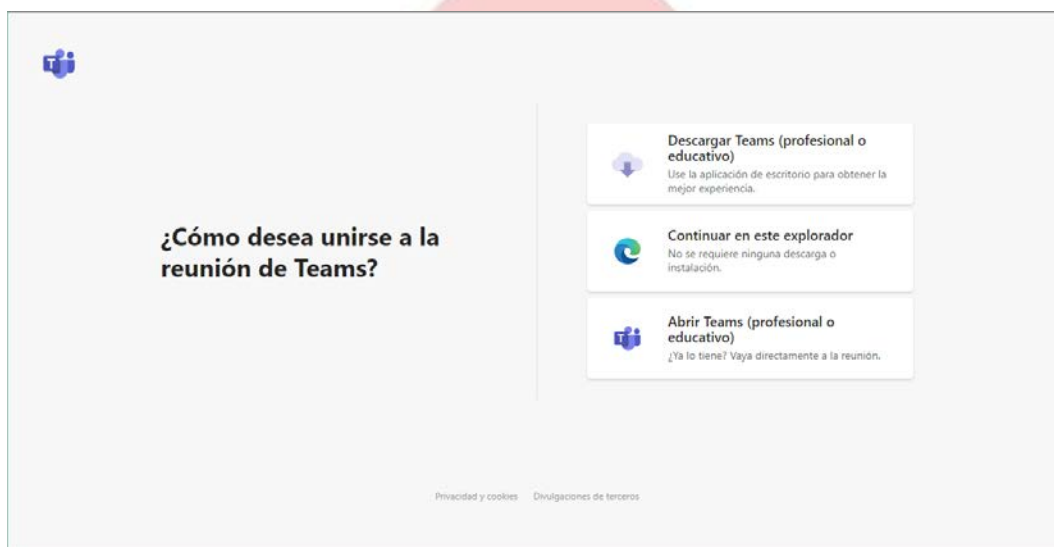 ¿Cómo desea unirse a la
reunión de Teams?
Descargar Teams (profesional o
educativo)
Use la aplicación de escritorio para obtener la
mejor experiencia.
Continuar en este explorador
No se requiere ninguna descarga o
instalación.
Abrir Teams (profesional o
educativo)
¿Ya lo tiene? Vaya directamente a la reunión.
Privacidad y cookies Divulgaciones de terceros